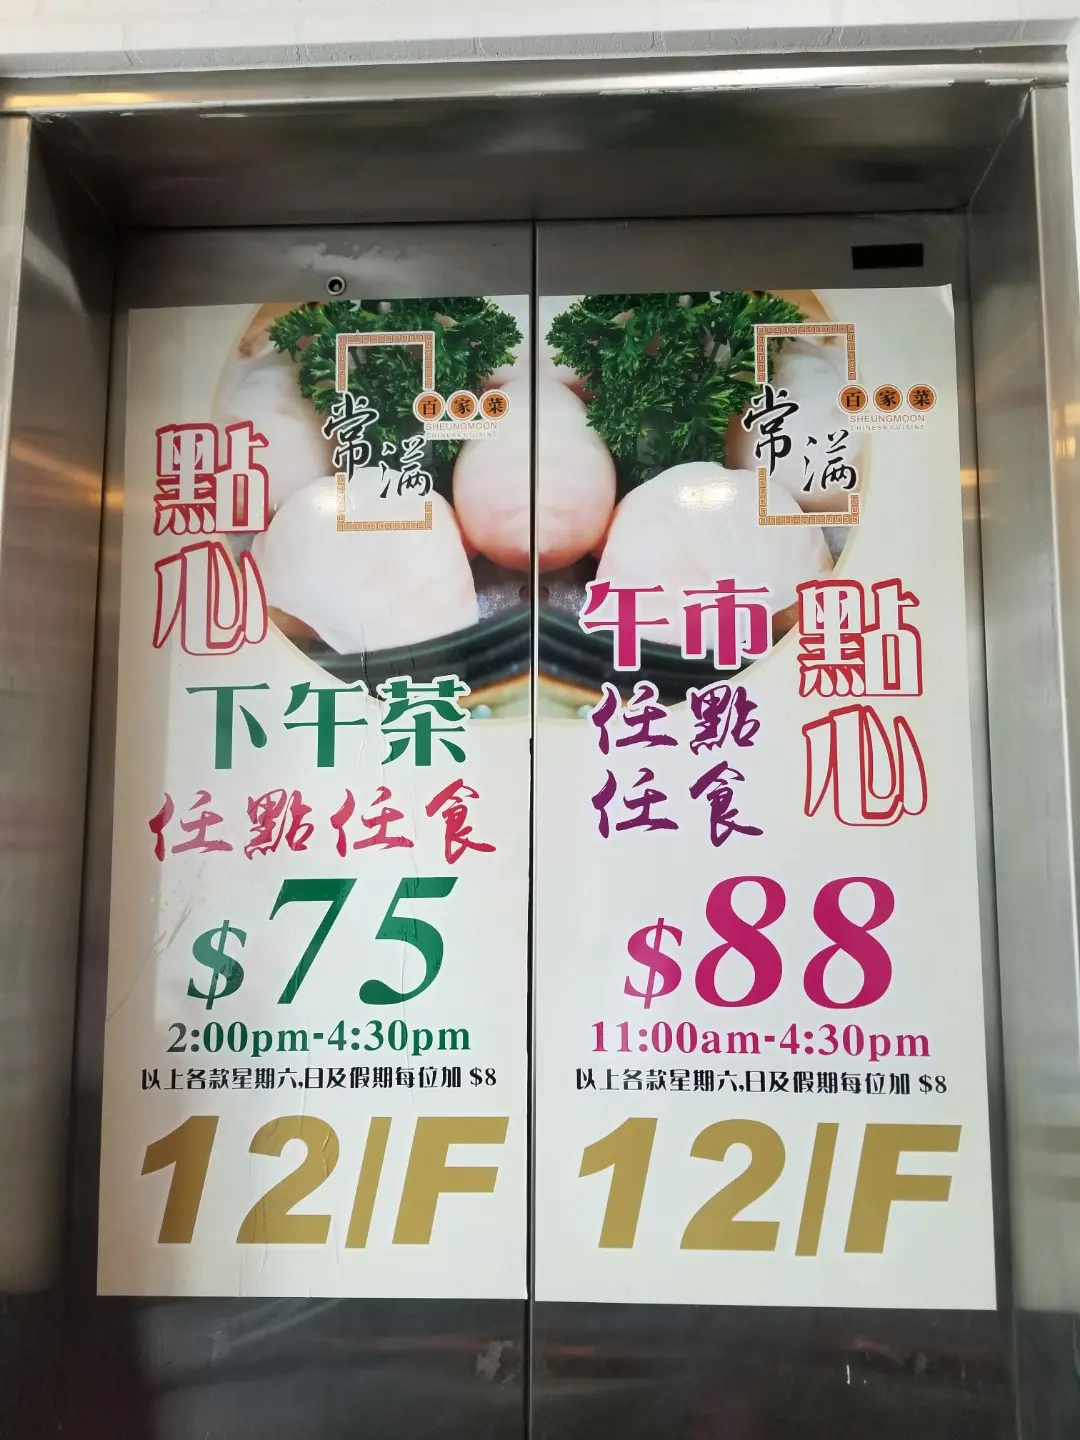 常满
百家菜
SHEUNGMOON
CHINESE CUISINE
點心
下午茶
任點任食
$75
2:00pm-4:30pm
以上各款星期六,日及假期每位加 $8
12/F
常满
百家菜
SHEUNGMOON
CHINESE CUISINE
點心
午市
任點
任食
$88
11:00am-4:30pm
以上各款星期六,日及假期每位加 $8
12/F